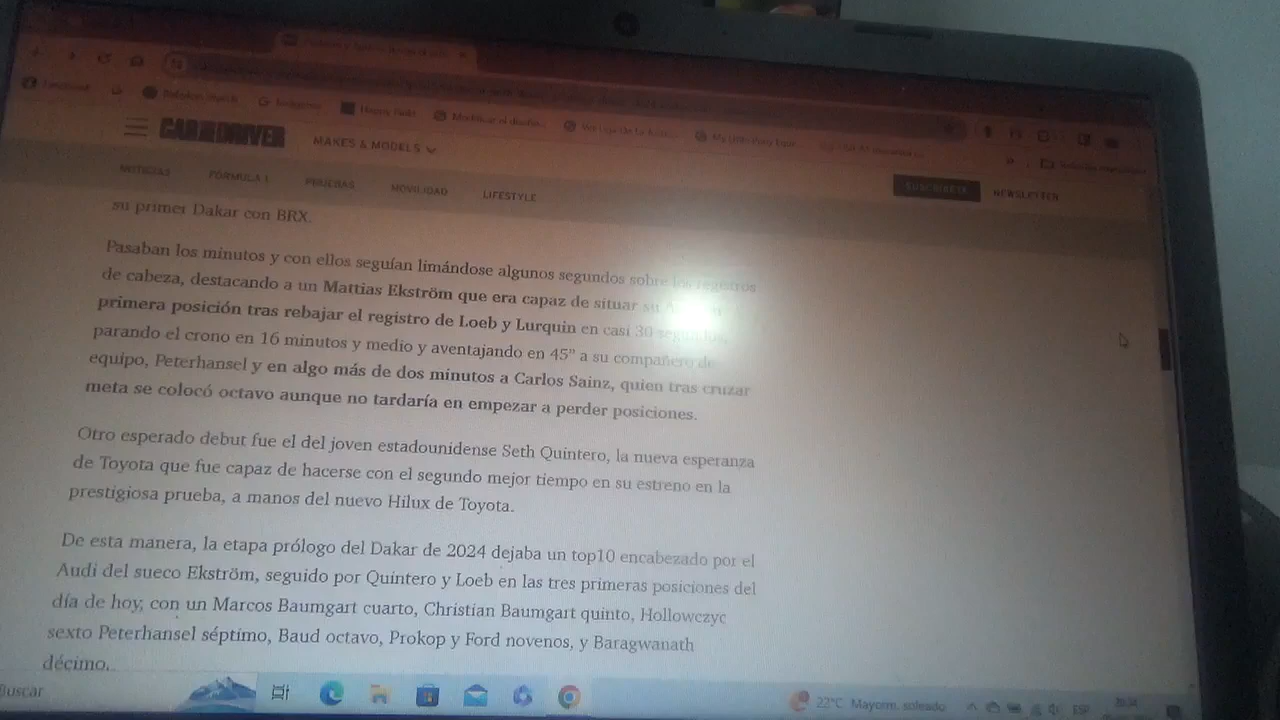 Facebook
CAR AND DRIVER
MAKES & MODELS
NOTICIAS FÓRMULA 1 PRUEBAS MOVILIDAD LIFESTYLE
SUSCRÍBETE NEWSLETTER
su primer Dakar con BRX.
Pasaban los minutos y con ellos seguían limándose algunos segundos sobre los registros
de cabeza, destacando a un Mattias Ekström que era capaz de situar su
primera posición tras rebajar el registro de Loeb y Lurquin en casi 30 segundos,
parando el crono en 16 minutos y medio y aventajando en 45” a su compañero de
equipo, Peterhansel y en algo más de dos minutos a Carlos Sainz, quien tras cruzar
meta se colocó octavo aunque no tardaría en empezar a perder posiciones.
Otro esperado debut fue el del joven estadounidense Seth Quintero, la nueva esperanza
de Toyota que fue capaz de hacerse con el segundo mejor tiempo en su estreno en la
prestigiosa prueba, a manos del nuevo Hilux de Toyota.
De esta manera, la etapa prólogo del Dakar de 2024 dejaba un top10 encabezado por el
Audi del sueco Ekström, seguido por Quintero y Loeb en las tres primeras posiciones del
día de hoy, con un Marcos Baumgart cuarto, Christian Baumgart quinto, Hollowczyc
sexto Peterhansel séptimo, Baud octavo, Prokop y Ford novenos, y Baragwanath
décimo.
Buscar
22°C Mayorm. soleado
ESP